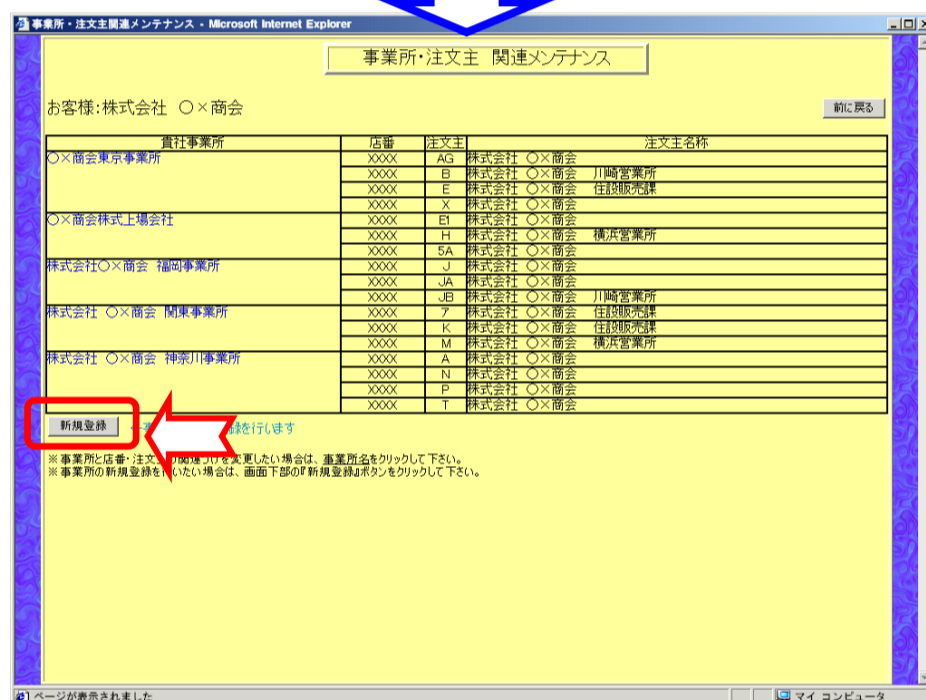 事業所・注文主関連メンテナンス - Microsoft Internet Explorer
事業所・注文主 関連メンテナンス
お客様:株式会社 ○×商会
前に戻る
貴社事業所 店番 注文主 注文主名称
○×商会東京事業所 XXXX AG 株式会社 ○×商会
XXXX B 株式会社 ○×商会 川崎営業所
XXXX E 株式会社 ○×商会 住設販売課
XXXX X 株式会社 ○×商会
○×商会株式上場会社 XXXX E1 株式会社 ○×商会
XXXX H 株式会社 ○×商会 横浜営業所
XXXX 5A 株式会社 ○×商会
株式会社○×商会 福岡事業所 XXXX J 株式会社 ○×商会
XXXX JA 株式会社 ○×商会
XXXX JB 株式会社 ○×商会 川崎営業所
株式会社 ○×商会 関東事業所 XXXX 7 株式会社 ○×商会 住設販売課
XXXX K 株式会社 ○×商会 住設販売課
XXXX M 株式会社 ○×商会 横浜営業所
株式会社 ○×商会 神奈川事業所 XXXX A 株式会社 ○×商会
XXXX N 株式会社 ○×商会
XXXX P 株式会社 ○×商会
XXXX T 株式会社 ○×商会
新規登録 録を行います
※事業所と店番・注文主の関連づけを変更したい場合は、事業所名をクリックして下さい。
※事業所の新規登録を行いたい場合は、画面下部の『新規登録』ボタンをクリックして下さい。
ページが表示されました マイ コンピュータ